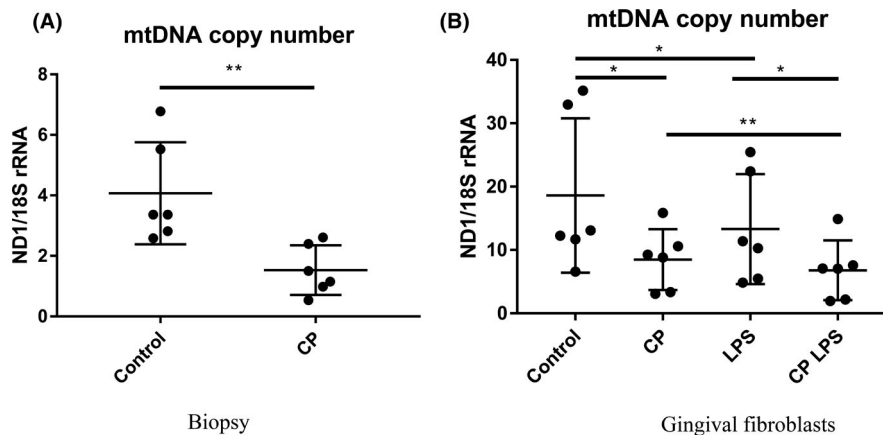 (A)
mtDNA copy number
**
ND1/18S rRNA
8
6
4
2
0
Control
CP
Biopsy
(B)
mtDNA copy number
*
*
*
**
ND1/18S rRNA
40
30
20
10
0
Control
CP
LPS
CP LPS
Gingival fibroblasts